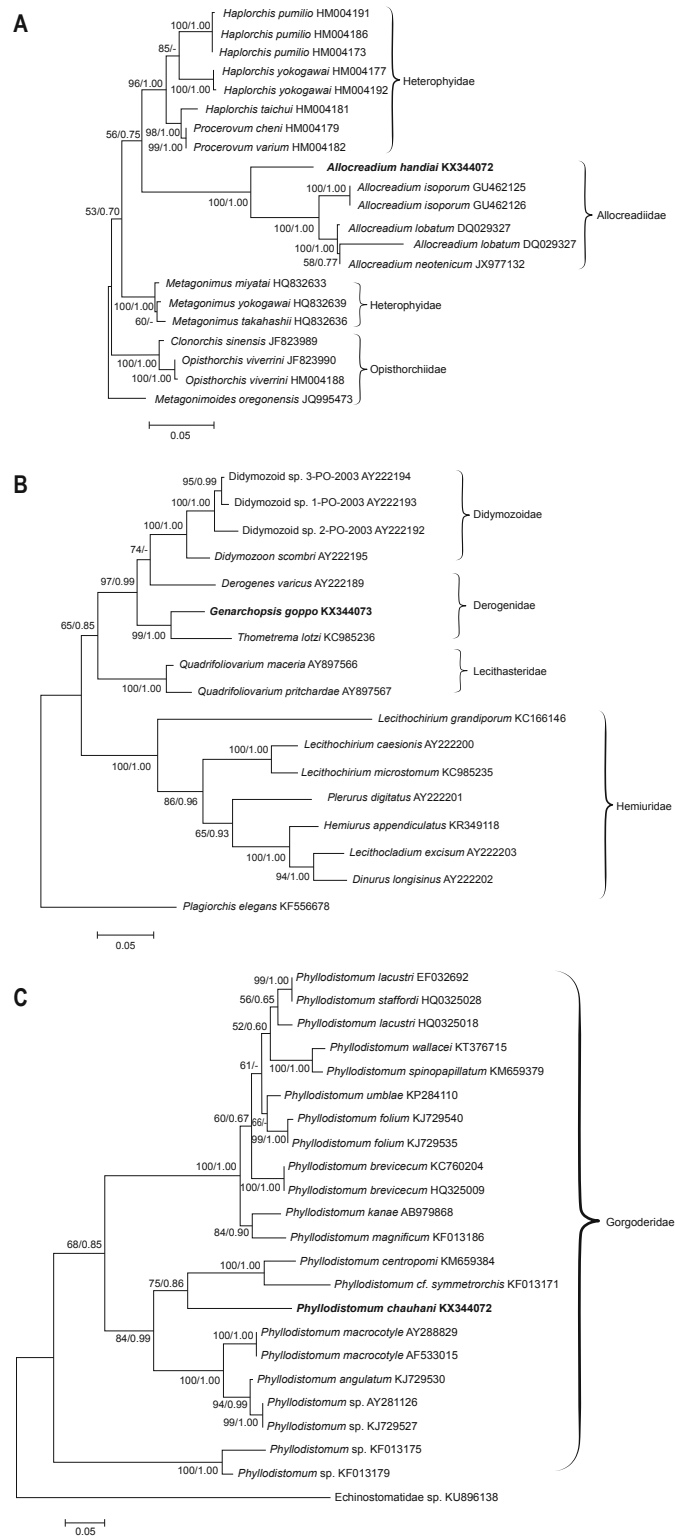 A
Haplorchis pumilio HM004191
100/1.00
Haplorchis pumilio HM004186
85/-
Haplorchis pumilio HM004173
Haplorchis yokogawai HM004177
96/1.00
100/1.00
Haplorchis yokogawai HM004192
Heterophyidae
Haplorchis taichui HM004181
56/0.75
98/1.00
Procerovum cheni HM004179
99/1.00
Procerovum varium HM004182
Allocreadium handiai KX344072
100/1.00
Allocreadium isoporum GU462125
53/0.70
100/1.00
Allocreadium isoporum GU462126
Allocreadiidae
100/1.00
Allocreadium lobatum DQ029327
100/1.00
Allocreadium lobatum DQ029327
58/0.77
Allocreadium neotenicum JX977132
Metagonimus miyatai HQ832633
100/1.00
Metagonimus yokogawai HQ832639
Heterophyidae
60/-
Metagonimus takahashii HQ832636
Clonorchis sinensis JF823989
100/1.00
Opisthorchis viverrini JF823990
Opisthorchiidae
100/1.00
Opisthorchis viverrini HM004188
Metagonimoides oregonensis JQ995473
0.05
B
95/0.99
Didymozoid sp. 3-PO-2003 AY222194
100/1.00
Didymozoid sp. 1-PO-2003 AY222193
Didymozoidae
100/1.00
Didymozoid sp. 2-PO-2003 AY222192
74/-
Didymozoon scombri AY222195
97/0.99
Derogenes varicus AY222189
65/0.85
Genarchopsis goppo KX344073
Derogenidae
99/1.00
Thometrema lotzi KC985236
Quadrifoliovarium maceria AY897566
Lecithasteridae
100/1.00
Quadrifoliovarium pritchardae AY897567
Lecithochirium grandiporum KC166146
100/1.00
100/1.00
Lecithochirium caesionis AY222200
86/0.96
Lecithochirium microstomum KC985235
Plerurus digitatus AY222201
Hemiuridae
65/0.93
Hemiurus appendiculatus KR349118
100/1.00
Lecithocladium excisum AY222203
94/1.00
Dinurus longisinus AY222202
Plagiorchis elegans KF556678
0.05
C
99/1.00
Phyllodistomum lacustri EF032692
56/0.65
Phyllodistomum staffordi HQ0325028
52/0.60
Phyllodistomum lacustri HQ0325018
Phyllodistomum wallacei KT376715
61/-
100/1.00
Phyllodistomum spinopapillatum KM659379
Phyllodistomum umblae KP284110
60/0.67
66/-
Phyllodistomum folium KJ729540
99/1.00
Phyllodistomum folium KJ729535
100/1.00
Phyllodistomum brevicecum KC760204
100/1.00
Phyllodistomum brevicecum HQ325009
Phyllodistomum kanae AB979868
Gorgoderidae
84/0.90
Phyllodistomum magnificum KF013186
68/0.85
100/1.00
Phyllodistomum centropomi KM659384
75/0.86
Phyllodistomum cf. symmetrorchis KF013171
Phyllodistomum chauhani KX344072
84/0.99
100/1.00
Phyllodistomum macrocotyle AY288829
Phyllodistomum macrocotyle AF533015
100/1.00
Phyllodistomum angulatum KJ729530
94/0.99
Phyllodistomum sp. AY281126
99/1.00
Phyllodistomum sp. KJ729527
Phyllodistomum sp. KF013175
100/1.00
Phyllodistomum sp. KF013179
Echinostomatidae sp. KU896138
0.05